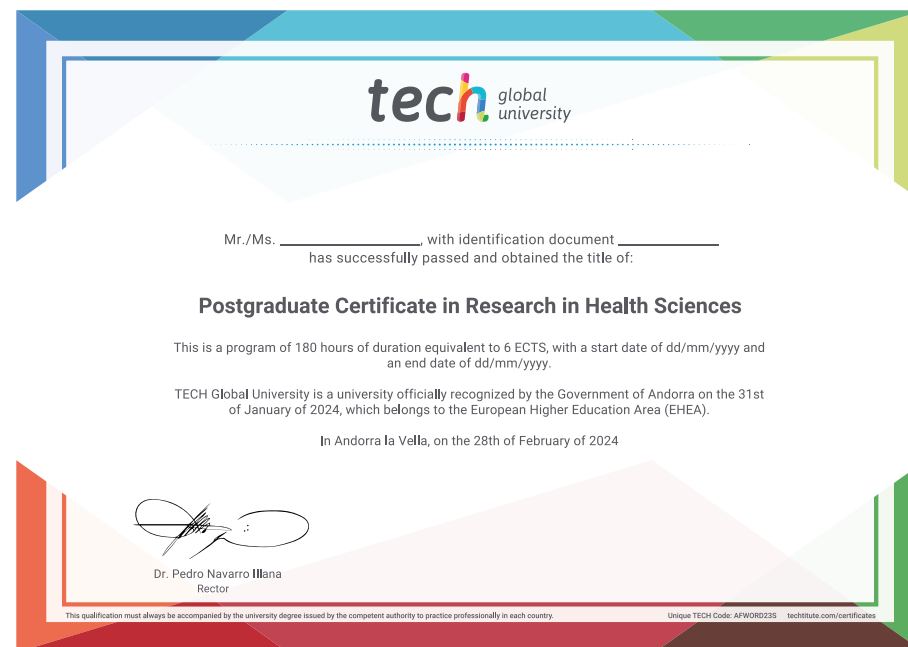 tech global
university
Mr./Ms. ____________, with identification document ____________
has successfully passed and obtained the title of:
Postgraduate Certificate in Research in Health Sciences
This is a program of 180 hours of duration equivalent to 6 ECTS, with a start date of dd/mm/yyyy and
an end date of dd/mm/yyyy.
TECH Global University is a university officially recognized by the Government of Andorra on the 31st
of January of 2024, which belongs to the European Higher Education Area (EHEA).
In Andorra la Vella, on the 28th of February of 2024
Dr. Pedro Navarro Illana
Rector
This qualification must always be accompanied by the university degree issued by the competent authority to practice professionally in each country.
Unique TECH Code: AFWORD23S techtitute.com/certificates